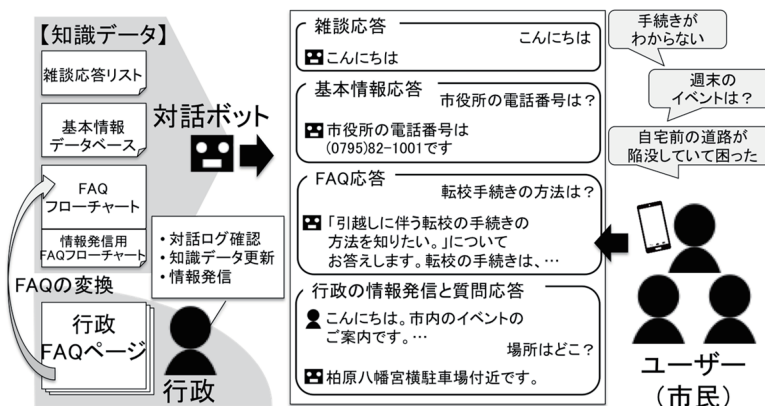 【知識データ】
雑談応答リスト
基本情報
データベース
FAQ
フローチャート
情報発信用
FAQフローチャート
FAQの変換
行政
FAQページ
対話ボット
・対話ログ確認
・知識データ更新
・情報発信
行政
雑談応答
こんにちは
こんにちは
基本情報応答
市役所の電話番号は？
市役所の電話番号は
(0795)82-1001です
FAQ応答
転校手続きの方法は？
「引越しに伴う転校の手続きの
方法を知りたい。」について
お答えします。転校の手続きは、…
行政の情報発信と質問応答
こんにちは。市内のイベントの
ご案内です。…
場所はどこ？
柏原八幡宮横駐車場付近です。
手続きが
わからない
週末の
イベントは？
自宅前の道路が
陥没していて困った
ユーザー
（市民）